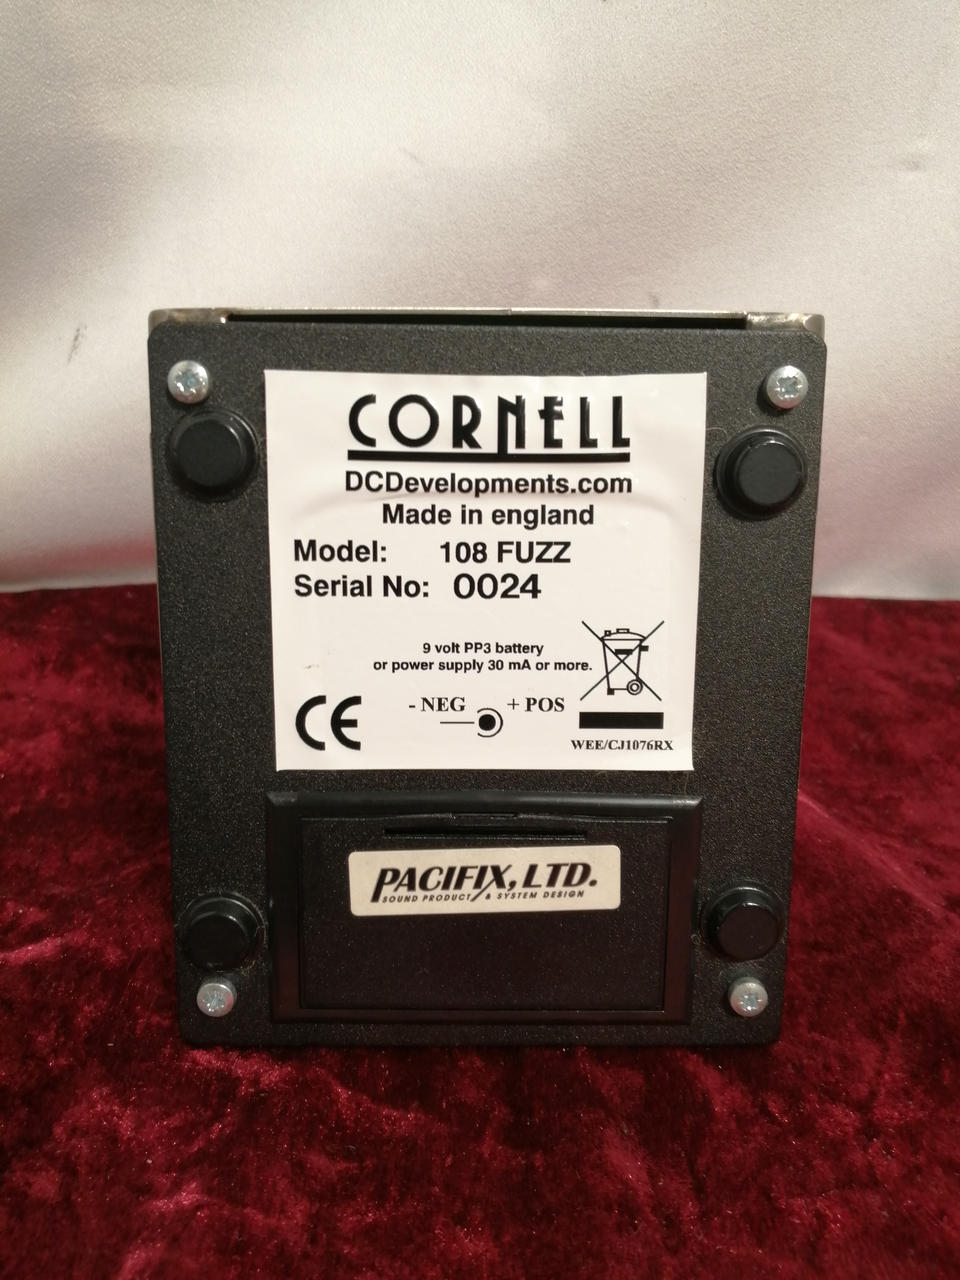 CORNELL
DCDevelopments.com
Made in england
Model: 108 FUZZ
Serial No: 0024
9 volt PP3 battery
or power supply 30 mA or more.
- NEG + POS
CE
WEE/CJ1076RX
PACIFIX, LTD.
SOUND PRODUCT & SYSTEM DESIGN